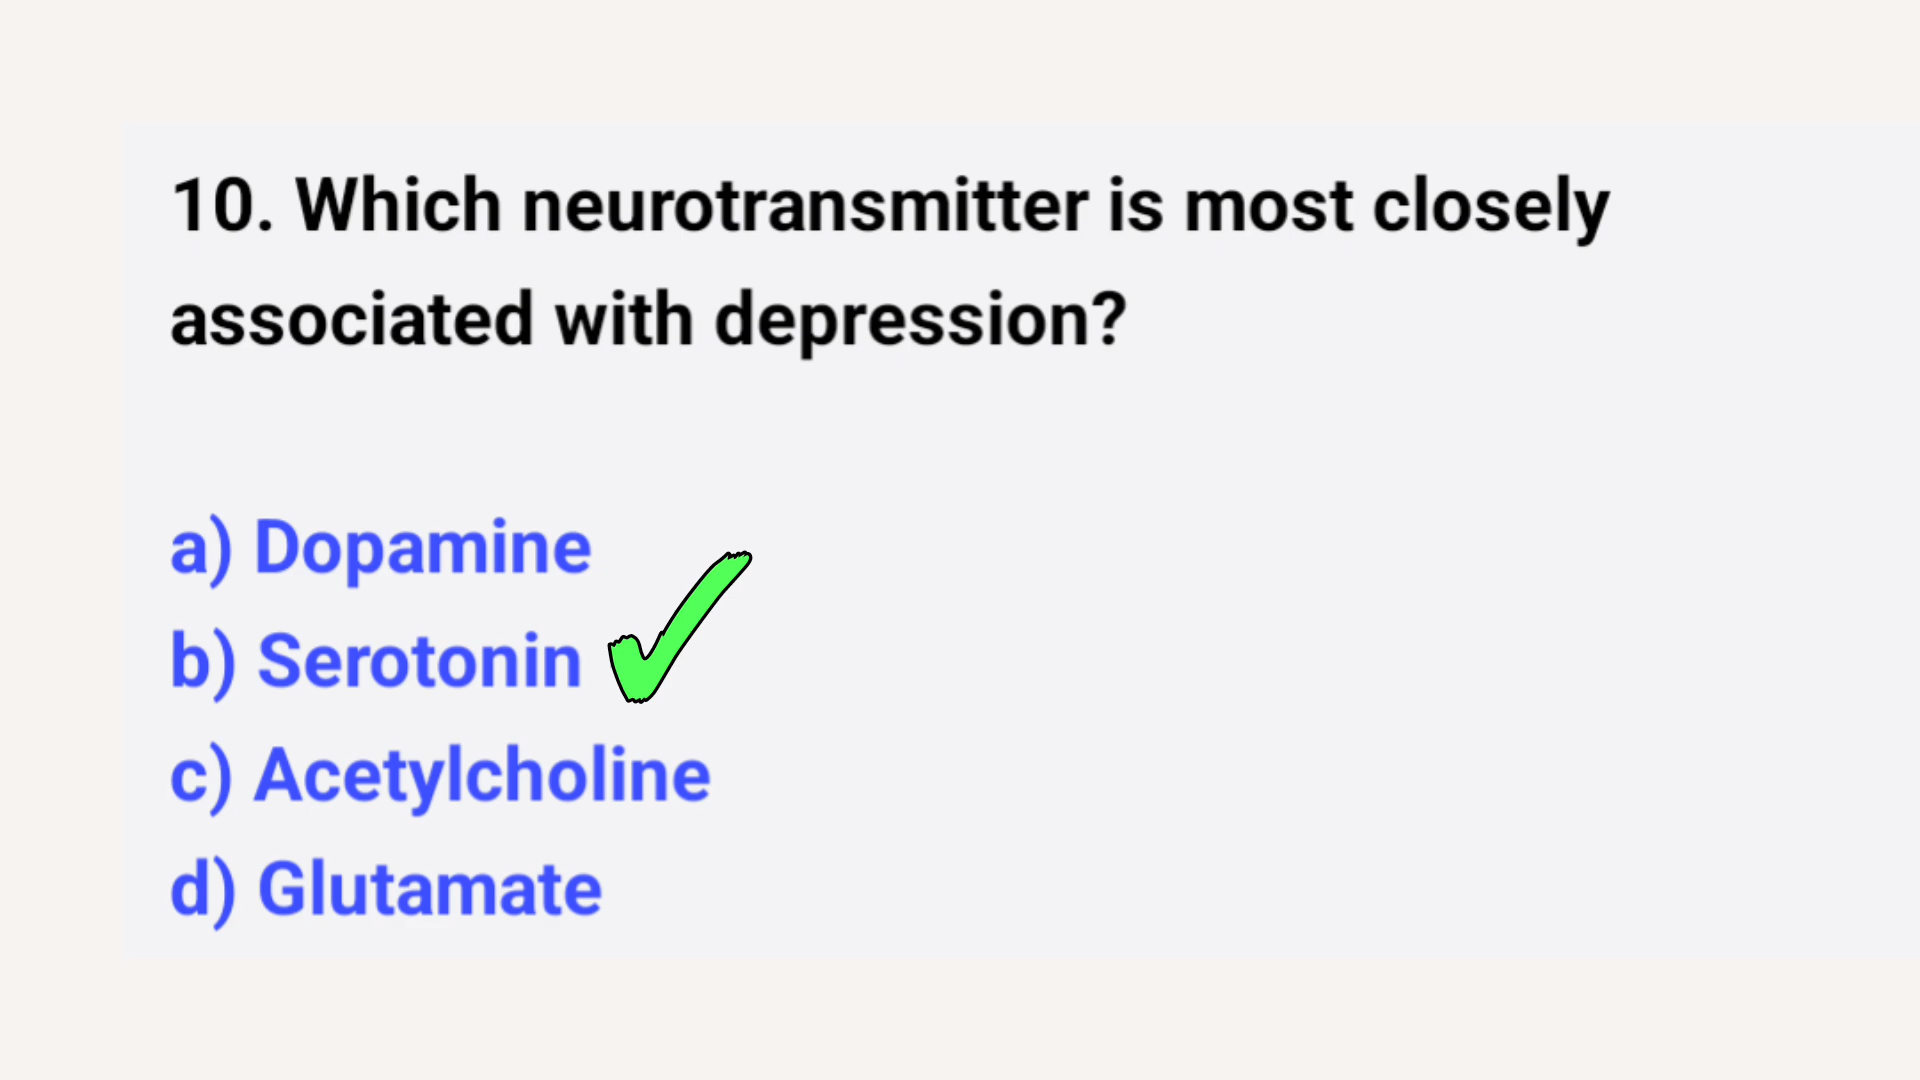 10. Which neurotransmitter is most closely
associated with depression?
a) Dopamine
b) Serotonin
c) Acetylcholine
d) Glutamate